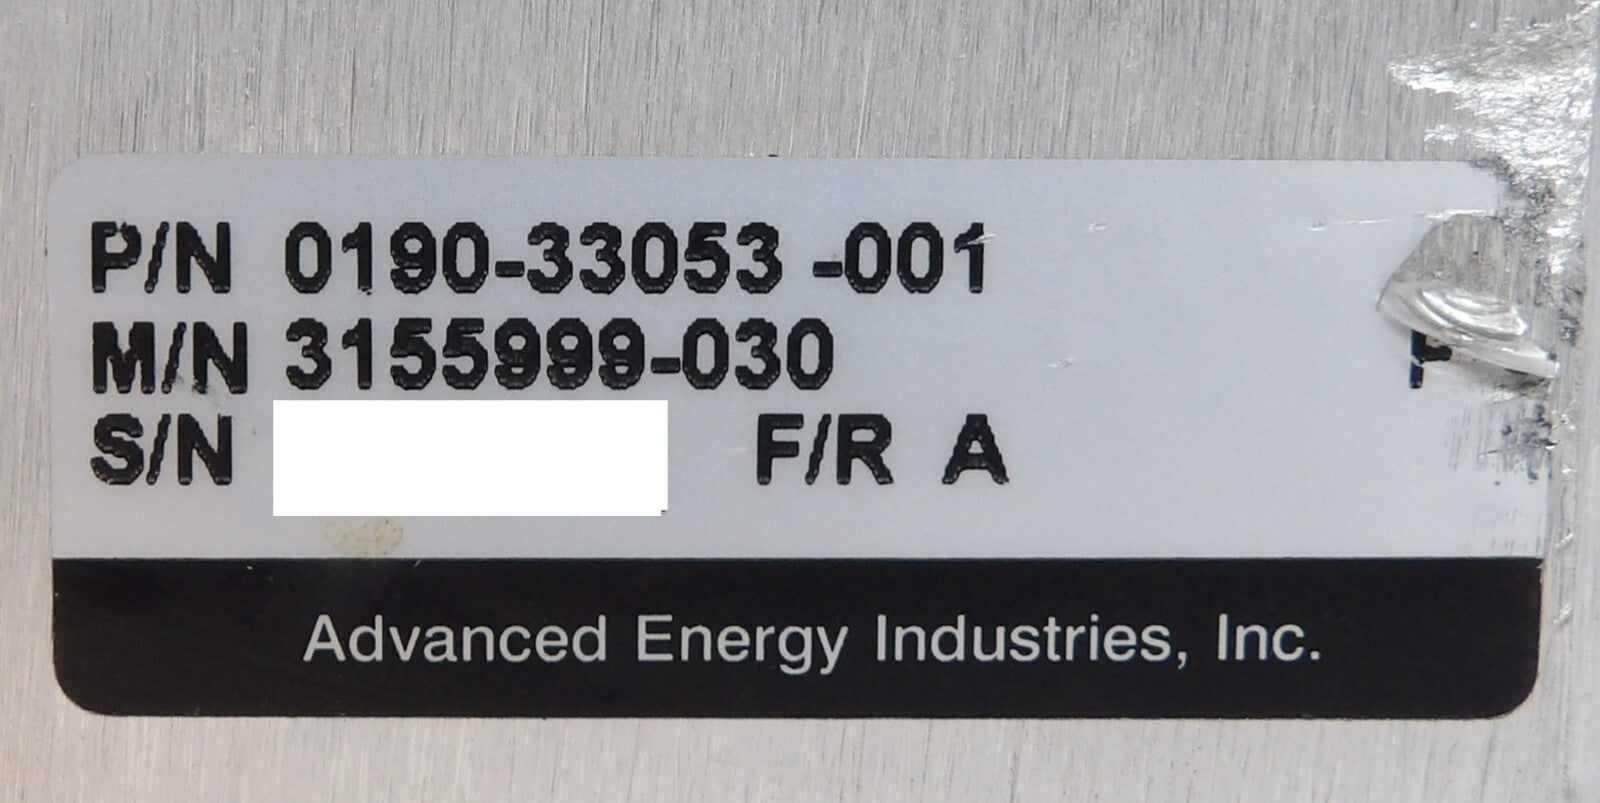 P/N 0190-33053 -001
M/N 3155999-030
S/N F/R A
Advanced Energy Industries, Inc.